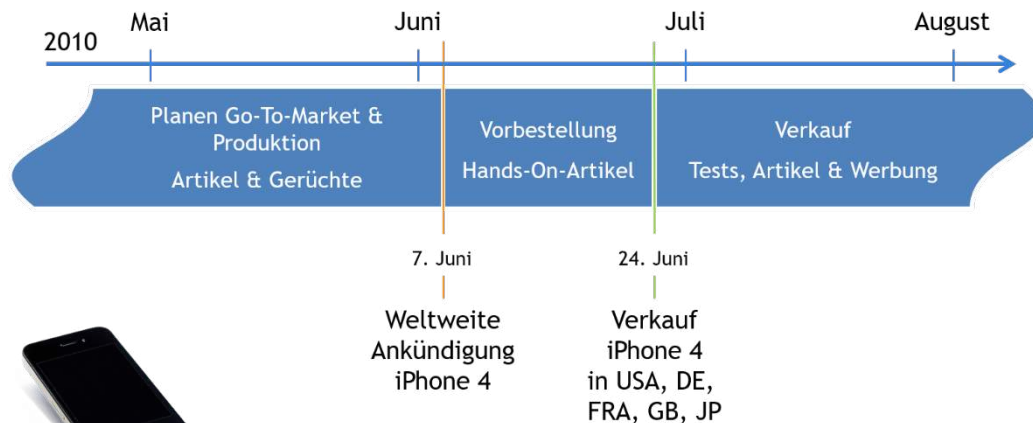 Mai Juni Juli August
2010
Planen Go-To-Market &
Produktion
Artikel & Gerüchte
Vorbestellung
Hands-On-Artikel
Verkauf
Tests, Artikel & Werbung
7. Juni
Weltweite
Ankündigung
iPhone 4
24. Juni
Verkauf
iPhone 4
in USA, DE,
FRA, GB, JP